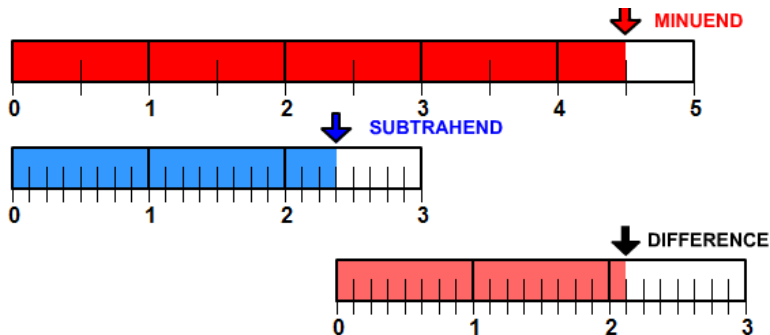 MINUEND
0 1 2 3 4 5
SUBTRAHEND
0 1 2 3
DIFFERENCE
0 1 2 3